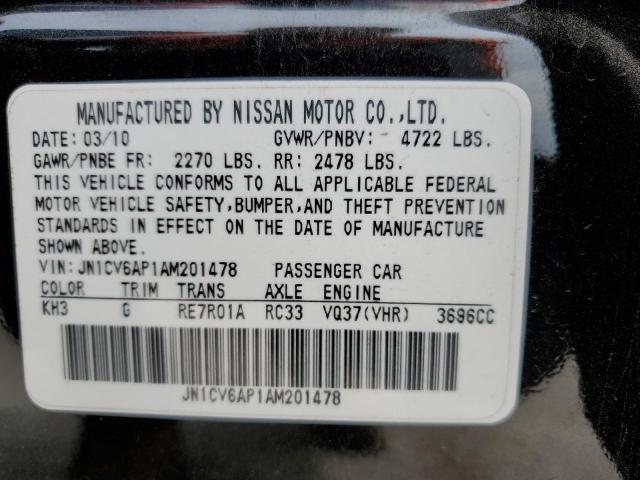 MANUFACTURED BY NISSAN MOTOR CO.,LTD.
DATE: 03/10 GVWR/PNBV: 4722 LBS.
GAWR/PNBE FR: 2270 LBS. RR: 2478 LBS.
THIS VEHICLE CONFORMS TO ALL APPLICABLE FEDERAL
MOTOR VEHICLE SAFETY,BUMPER,AND THEFT PREVENTION
STANDARDS IN EFFECT ON THE DATE OF MANUFACTURE
SHOWN ABOVE.
VIN: JN1CV6AP1AM201478 PASSENGER CAR
COLOR TRIM TRANS AXLE ENGINE
KH3 G RE7R01A RC33 VQ37(VHR) 3696CC
JN1CV6AP1AM201478